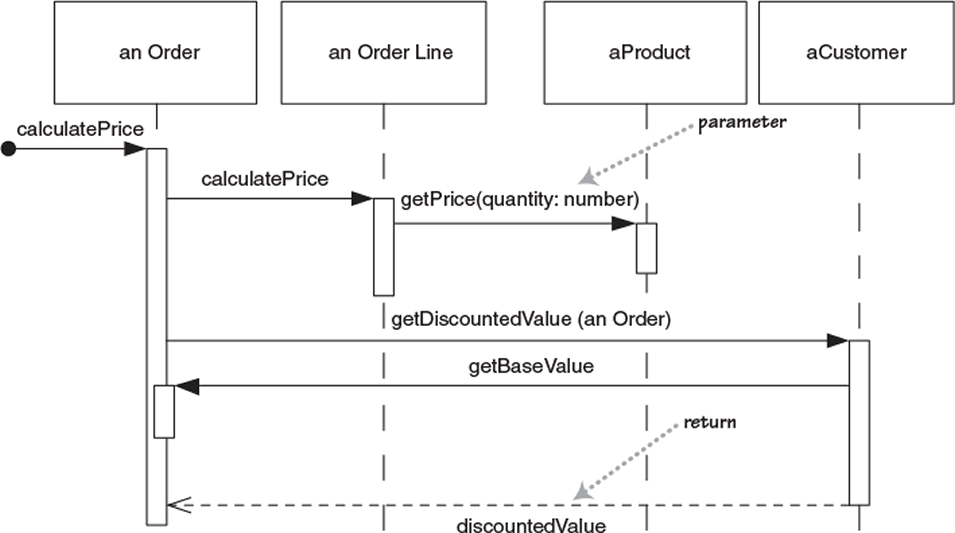 an Order
an Order Line
aProduct
aCustomer
calculatePrice
parameter
calculatePrice
getPrice(quantity: number)
getDiscountedValue (an Order)
getBaseValue
return
discountedValue